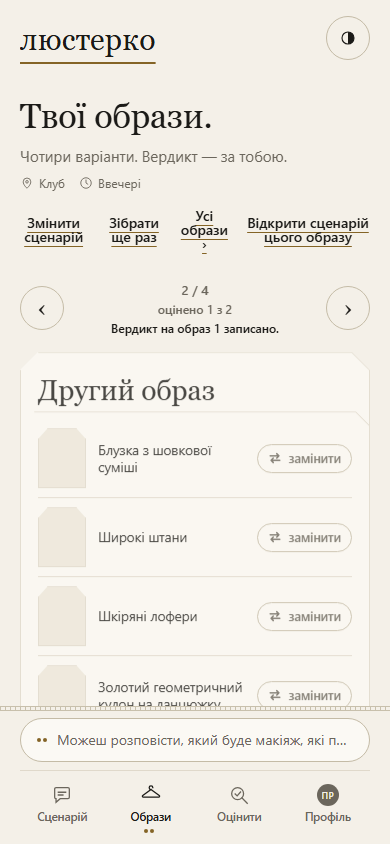 люстерко
Твої образи.
Чотири варіанти. Вердикт — за тобою.
Клуб Ввечері
Змінити сценарій
Зібрати ще раз
Усі образи ›
Відкрити сценарій цього образу
‹
2 / 4
›
оцінено 1 з 2
Вердикт на образ 1 записано.
Другий образ
Блузка з шовкової
суміші
замінити
Широкі штани
замінити
Шкіряні лофери
замінити
Золотий геометричний
кулон на ланцюжку
замінити
Можеш розповісти, який буде макіяж, які п...
Сценарій
Образи
Оцінити
ПР
Профіль